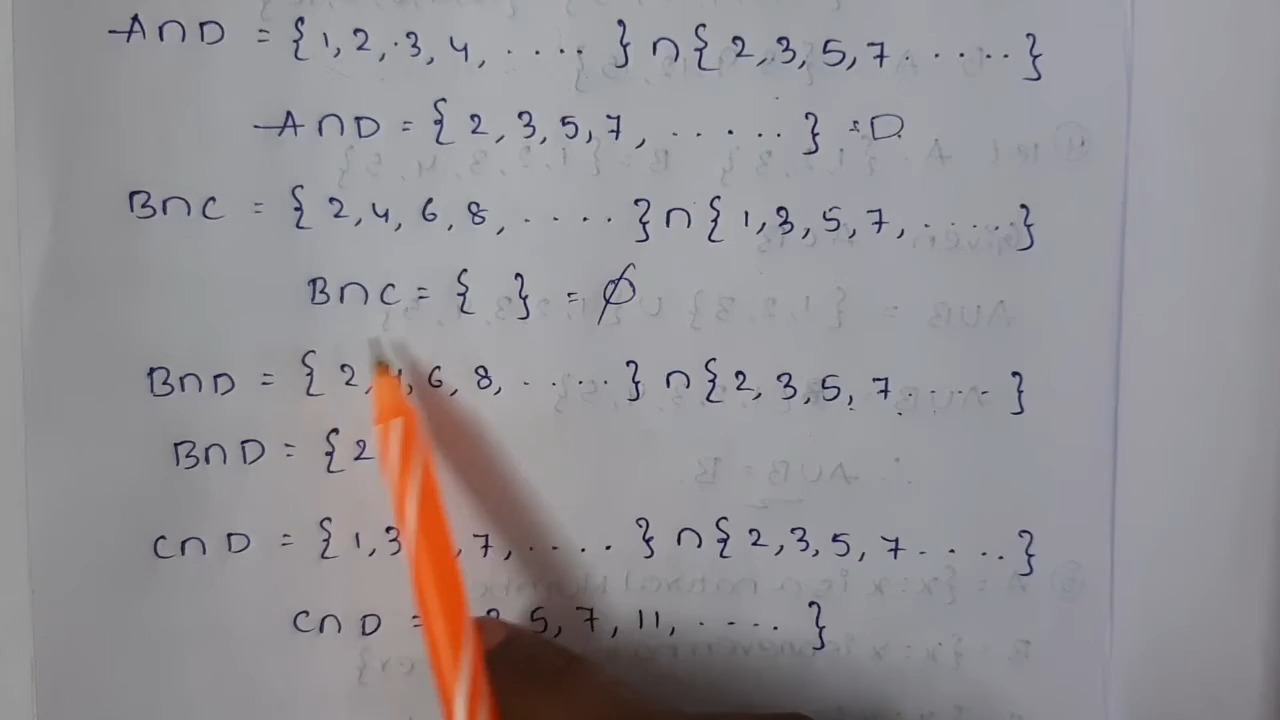 A∩D = {1, 2, 3, 4, .....} ∩ {2, 3, 5, 7 .....}
A∩D = {2, 3, 5, 7, ......} = D
B∩C = {2, 4, 6, 8, .....} ∩ {1, 3, 5, 7, .....}
B∩C = { } = ∅
B∩D = {2, 4, 6, 8, .....} ∩ {2, 3, 5, 7 .....}
B∩D = {2
C∩D = {1, 3 , 7, .....} ∩ {2, 3, 5, 7 .....}
C∩D = 3, 5, 7, 11, .....}